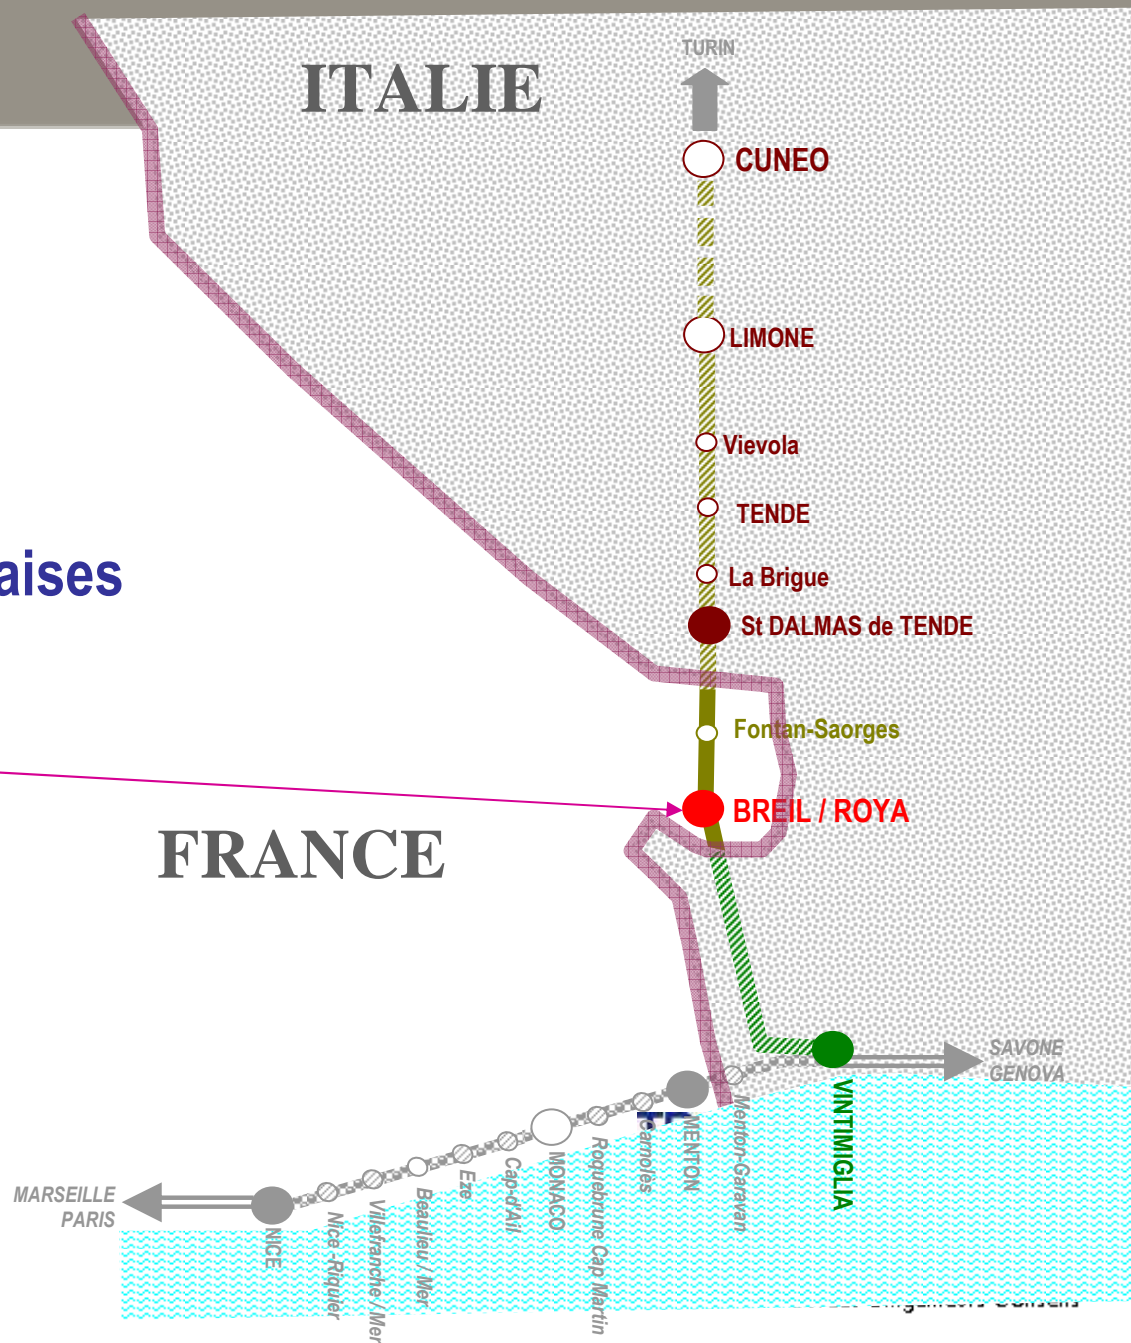 TURIN
ITALIE
CUNEO
LIMONE
Vievola
TENDE
aises
La Brigue
St DALMAS de TENDE
Fontan-Saorges
BREIL / ROYA
FRANCE
SAVONE
GENOVA
VINTIMIGLIA
Menton-Garavan
MENTON
Carnolès
Roquebrune Cap Martin
MONACO
Cap-d'Ail
Eze
Beaulieu / Mer
Villefranche / Mer
Nice -Riquier
NICE
MARSEILLE
PARIS